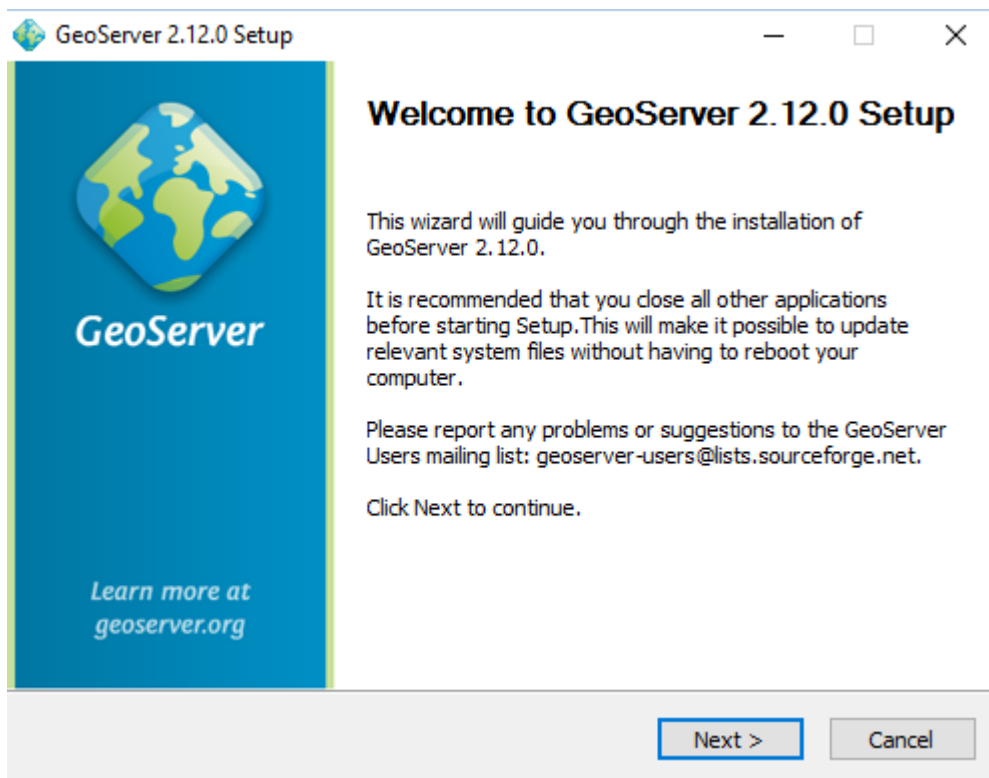 GeoServer 2.12.0 Setup
Welcome to GeoServer 2.12.0 Setup
This wizard will guide you through the installation of
GeoServer 2.12.0.
It is recommended that you close all other applications
before starting Setup.This will make it possible to update
relevant system files without having to reboot your
computer.
Please report any problems or suggestions to the GeoServer
Users mailing list: geoserver-users@lists.sourceforge.net.
Click Next to continue.
GeoServer
Learn more at
geoserver.org
Next >
Cancel